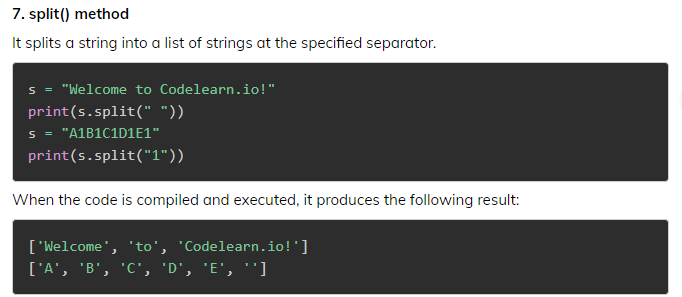 7. split() method
It splits a string into a list of strings at the specified separator.
s = "Welcome to Codelearn.io!"
print(s.split(" "))
s = "A1B1C1D1E1"
print(s.split("1"))
When the code is compiled and executed, it produces the following result:
['Welcome', 'to', 'Codelearn.io!']
['A', 'B', 'C', 'D', 'E', '']